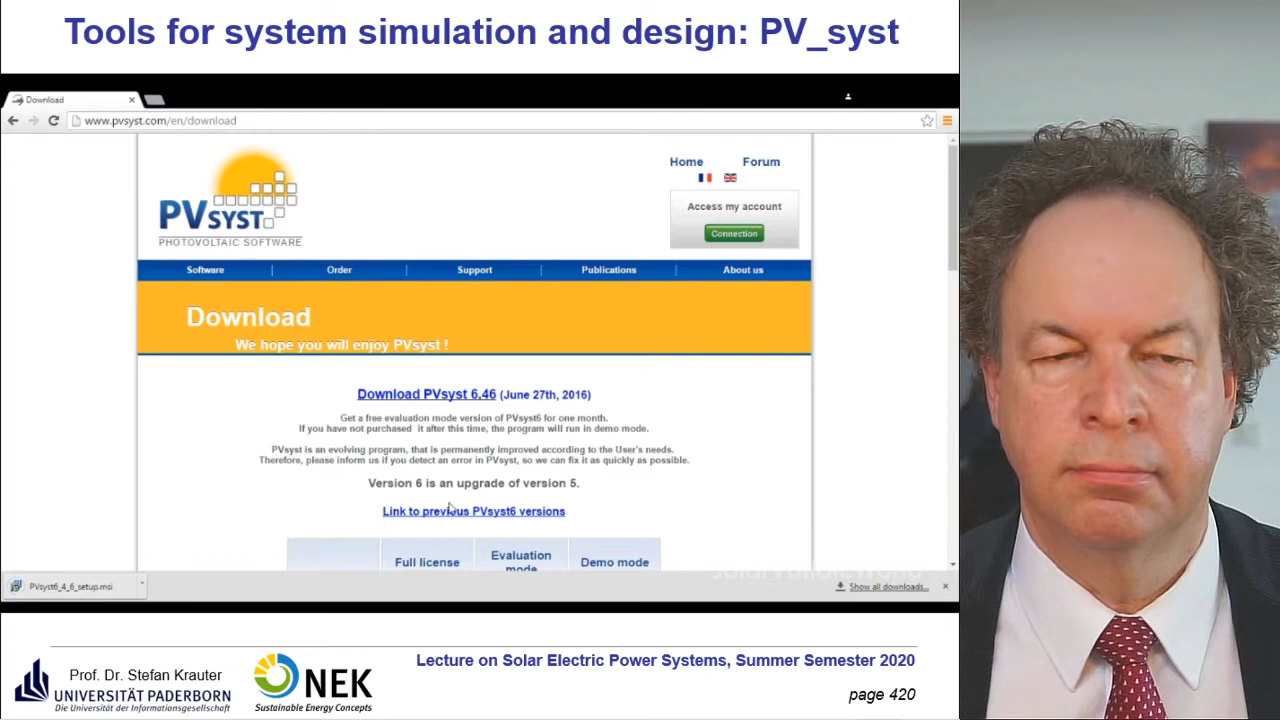 Tools for system simulation and design: PV_syst
Download
www.pvsyst.com/en/download
Home Forum
PVSYST
PHOTOVOLTAIC SOFTWARE
Access my account
Connection
Software Order Support Publications About us
Download
We hope you will enjoy PVsyst !
Download PVsyst 6.46 (June 27th, 2016)
Get a free evaluation mode version of PVsyst6 for one month.
If you have not purchased it after this time, the program will run in demo mode.
PVsyst is an evolving program, that is permanently improved according to the User's needs.
Therefore, please inform us if you detect an error in PVsyst, so we can fix it as quickly as possible.
Version 6 is an upgrade of version 5.
Link to previous PVsyst6 versions
Full license Evaluation mode Demo mode
PVsyst6_4_6_setup.msi
Show all downloads...
Prof. Dr. Stefan Krauter
UNIVERSITÄT PADERBORN
Die Universität der Informationsgesellschaft
NEK
Sustainable Energy Concepts
Lecture on Solar Electric Power Systems, Summer Semester 2020
page 420